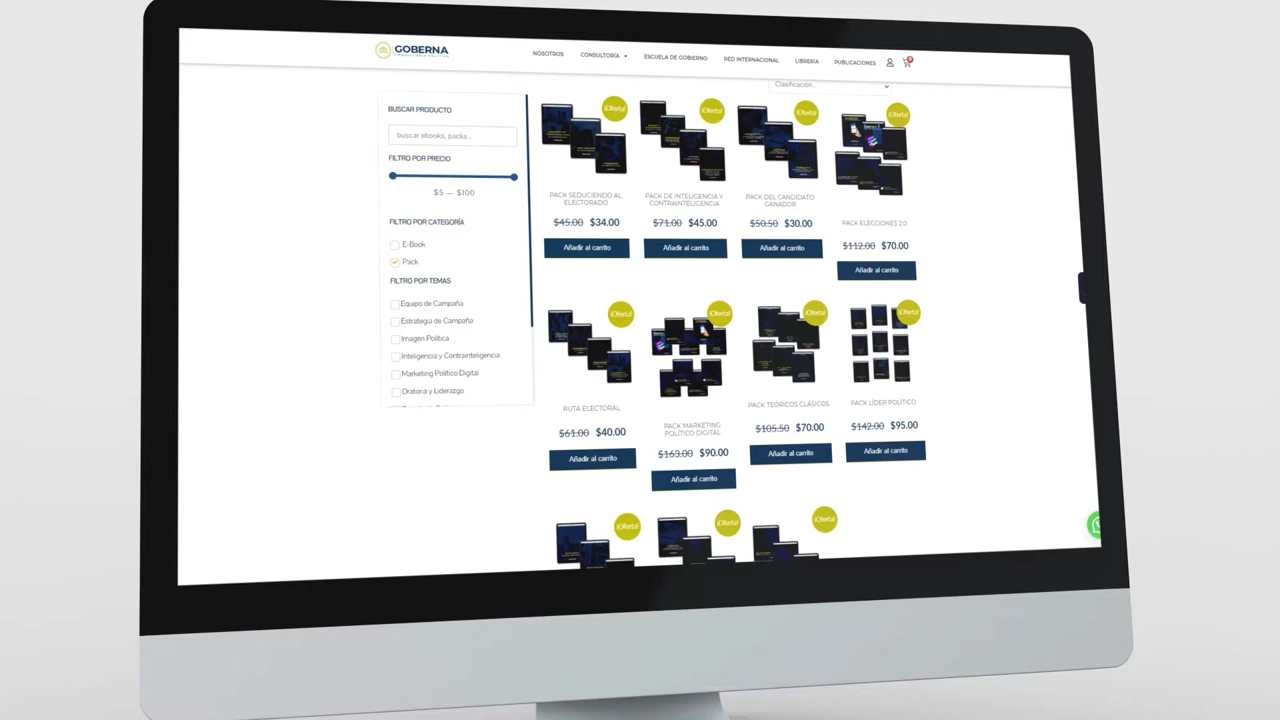 GOBERNA
CONSULTORÍA POLÍTICA
NOSOTROS
CONSULTORÍA
ESCUELA DE GOBIERNO
RED INTERNACIONAL
LIBRERÍA
PUBLICACIONES
Clasificación...
BUSCAR PRODUCTO
buscar ebooks, packs...
FILTRO POR PRECIO
$5 — $100
FILTRO POR CATEGORÍA
E-Book
Pack
FILTRO POR TEMAS
Equipo de Campaña
Estrategia de Campaña
Imagen Política
Inteligencia y Contrainteligencia
Marketing Político Digital
Oratoria y Liderazgo
¡Oferta!
PACK SEDUCIENDO AL
ELECTORADO
$45.00 $34.00
Añadir al carrito
¡Oferta!
PACK DE INTELIGENCIA Y
CONTRAINTELIGENCIA
$71.00 $45.00
Añadir al carrito
¡Oferta!
PACK DEL CANDIDATO
GANADOR
$50.50 $30.00
Añadir al carrito
¡Oferta!
PACK ELECCIONES 2.0
$112.00 $70.00
Añadir al carrito
¡Oferta!
RUTA ELECTORAL
$61.00 $40.00
Añadir al carrito
¡Oferta!
PACK MARKETING
POLÍTICO DIGITAL
$163.00 $90.00
Añadir al carrito
¡Oferta!
PACK TEÓRICOS CLÁSICOS
$105.50 $70.00
Añadir al carrito
¡Oferta!
PACK LÍDER POLÍTICO
$142.00 $95.00
Añadir al carrito
¡Oferta!
¡Oferta!
¡Oferta!